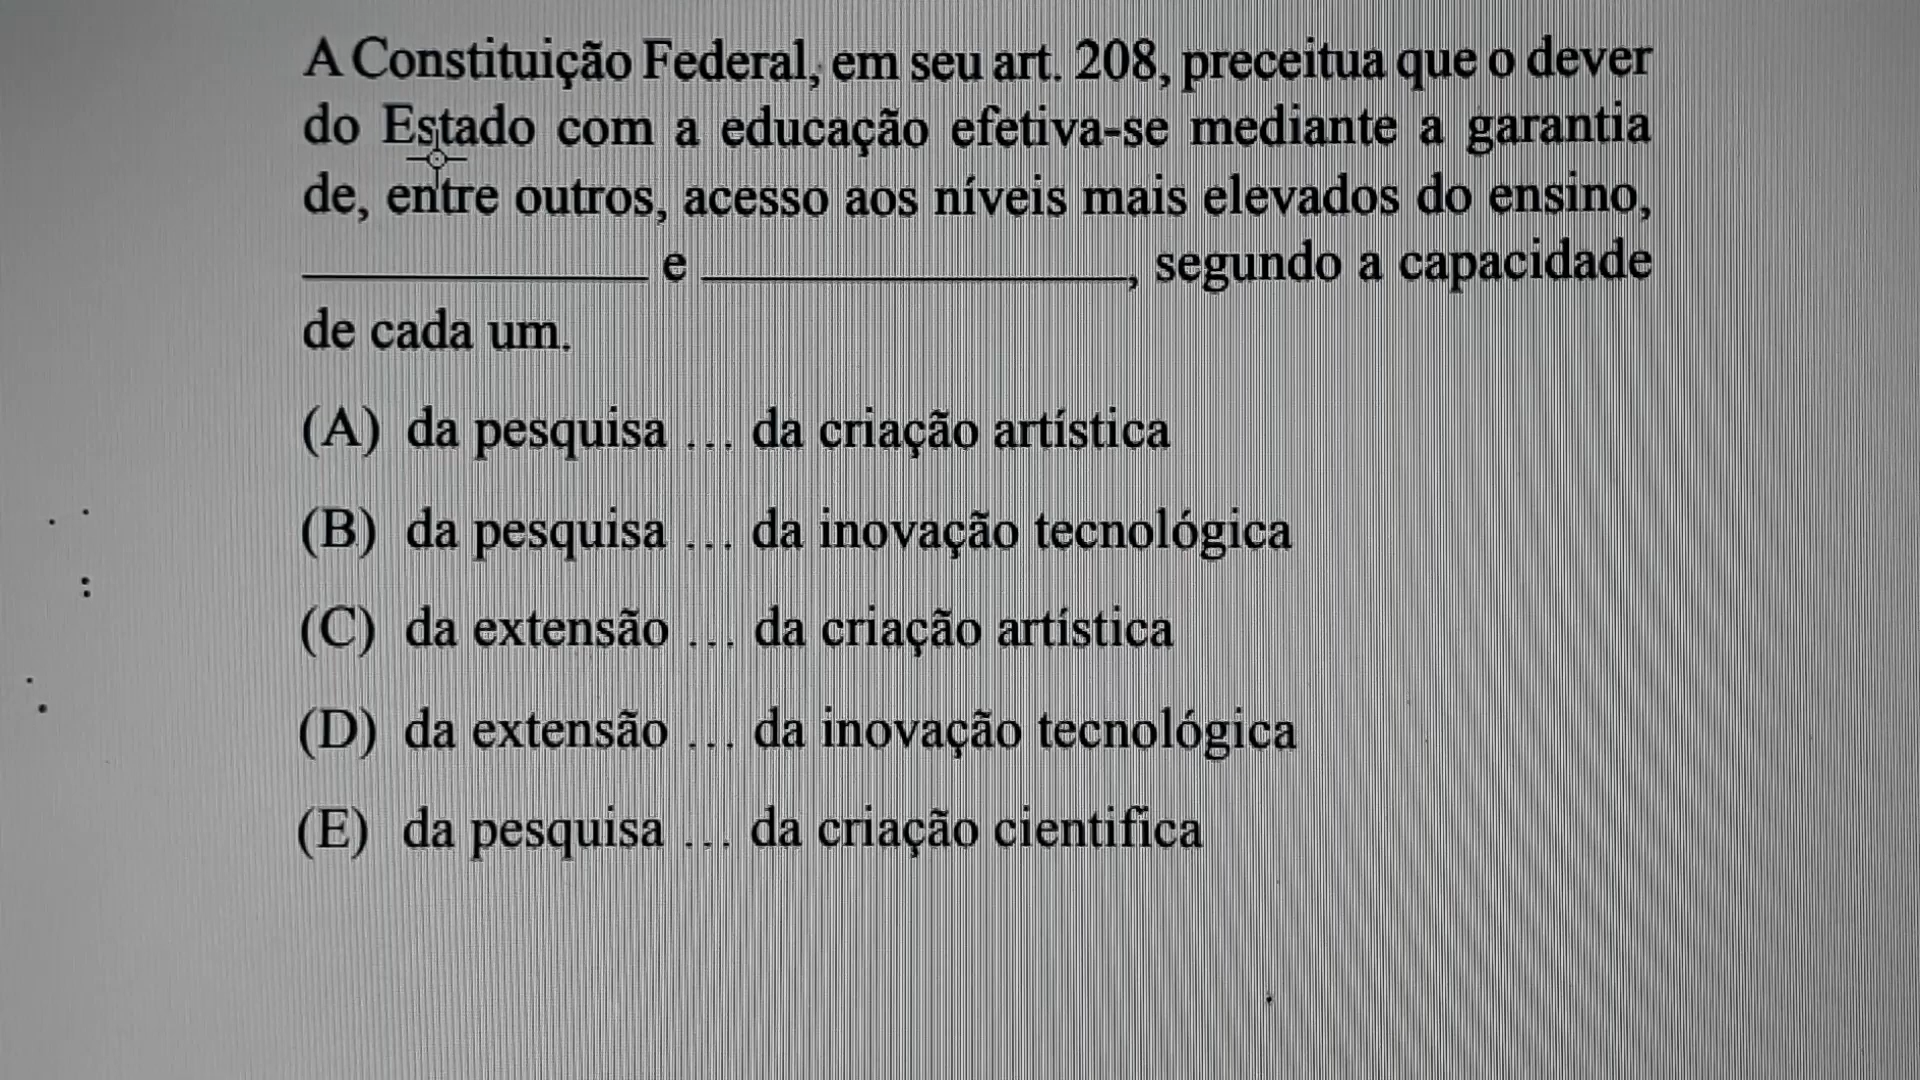 A Constituição Federal, em seu art. 208, preceitua que o dever
do Estado com a educação efetiva-se mediante a garantia
de, entre outros, acesso aos níveis mais elevados do ensino,
______________ e _________________, segundo a capacidade
de cada um.
(A) da pesquisa ... da criação artística
(B) da pesquisa ... da inovação tecnológica
(C) da extensão ... da criação artística
(D) da extensão ... da inovação tecnológica
(E) da pesquisa ... da criação cientifica